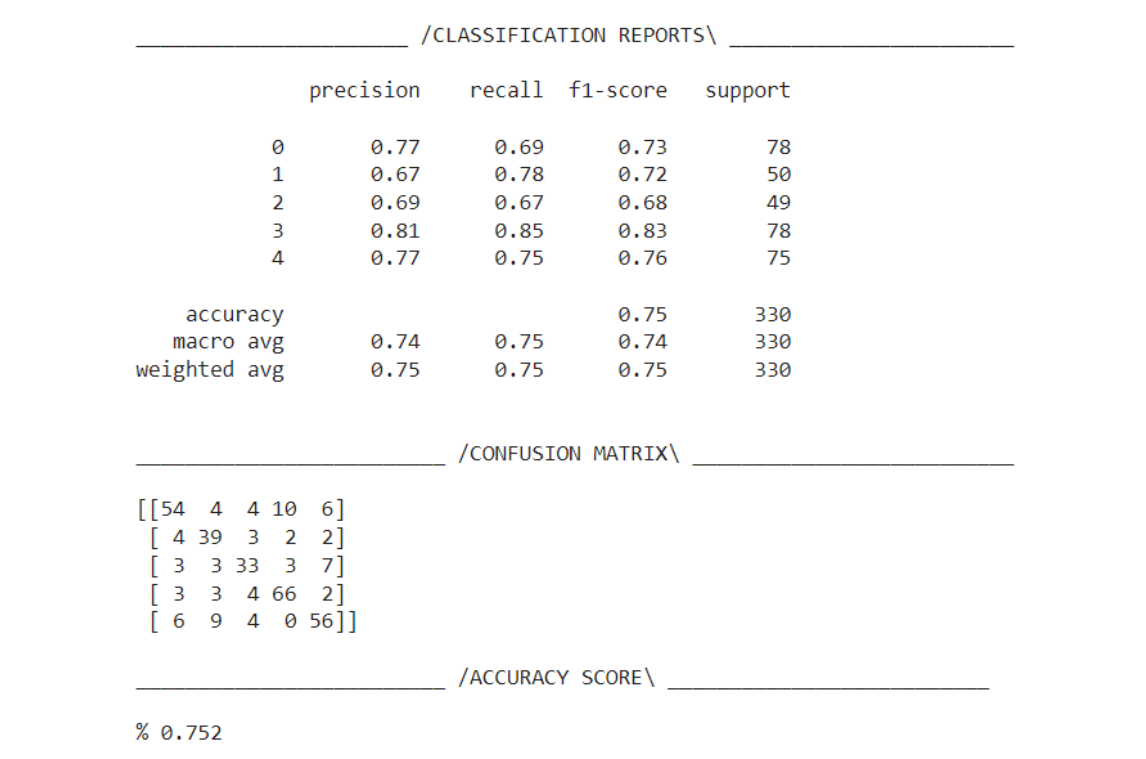 ______________________ /CLASSIFICATION REPORTS\ _______________________
precision recall f1-score support
0 0.77 0.69 0.73 78
1 0.67 0.78 0.72 50
2 0.69 0.67 0.68 49
3 0.81 0.85 0.83 78
4 0.77 0.75 0.76 75
accuracy 0.75 330
macro avg 0.74 0.75 0.74 330
weighted avg 0.75 0.75 0.75 330
_________________________ /CONFUSION MATRIX\ __________________________
[[54 4 4 10 6]
[ 4 39 3 2 2]
[ 3 3 33 3 7]
[ 3 3 4 66 2]
[ 6 9 4 0 56]]
_________________________ /ACCURACY SCORE\ __________________________
% 0.752